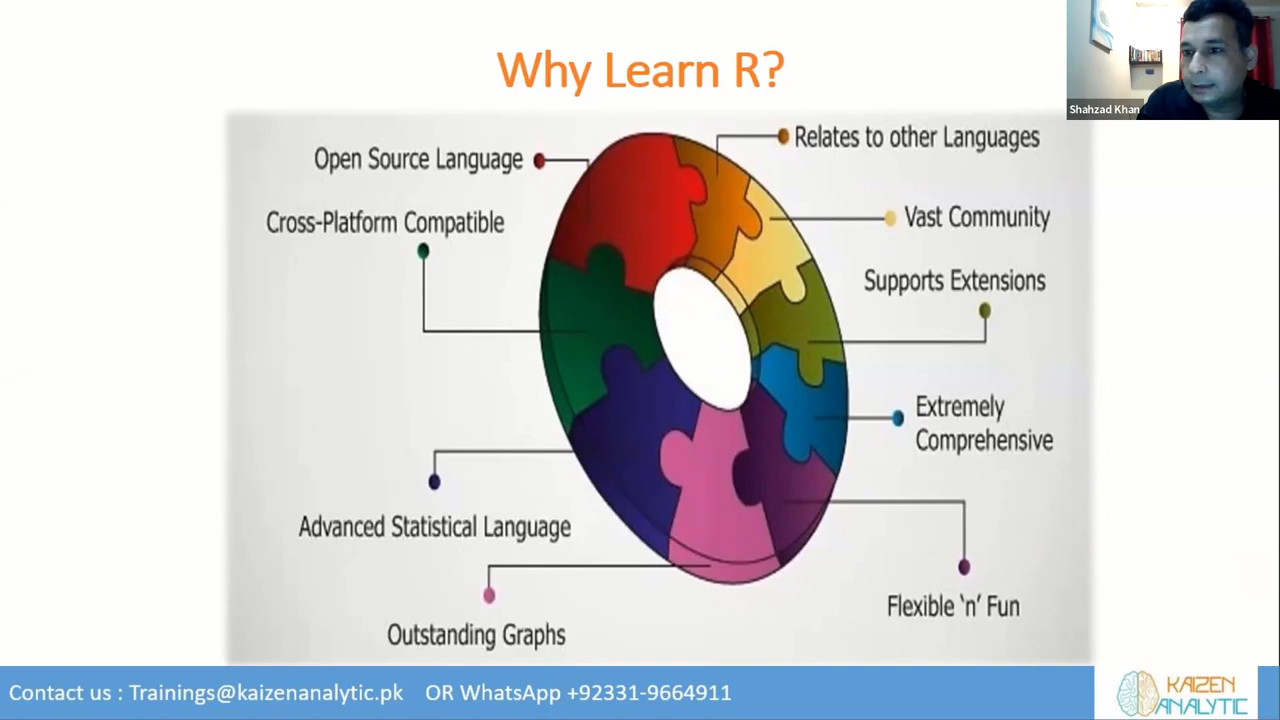 Why Learn R?
Shahzad Khan
Open Source Language
Relates to other Languages
Cross-Platform Compatible
Vast Community
Supports Extensions
Extremely
Comprehensive
Advanced Statistical Language
Flexible ‘n’ Fun
Outstanding Graphs
Contact us : Trainings@kaizenanalytic.pk OR WhatsApp +92331-9664911
KAIZEN
ANALYTIC